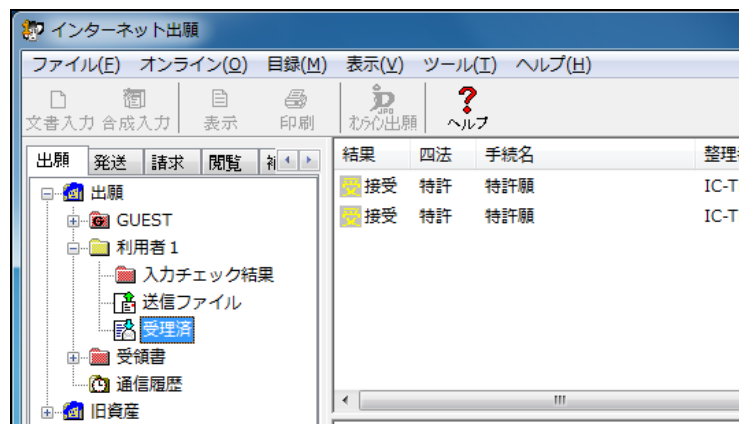 インターネット出願
ファイル(F) オンライン(O) 目録(M) 表示(V) ツール(T) ヘルプ(H)
文書入力 合成入力 表示 印刷 オンライン出願 ヘルプ
出願 発送 請求 閲覧
結果 四法 手続名
受 接受 特許 特許願 IC-T
受 接受 特許 特許願 IC-T
出願
GUEST
利用者1
入力チェック結果
送信ファイル
受理済
受領書
通信履歴
旧資産